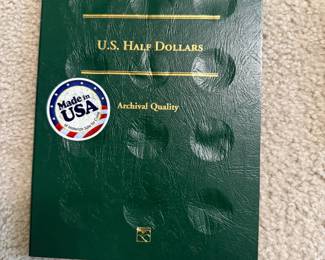 U.S. Half Dollars
Made in
USA
Archival Quality